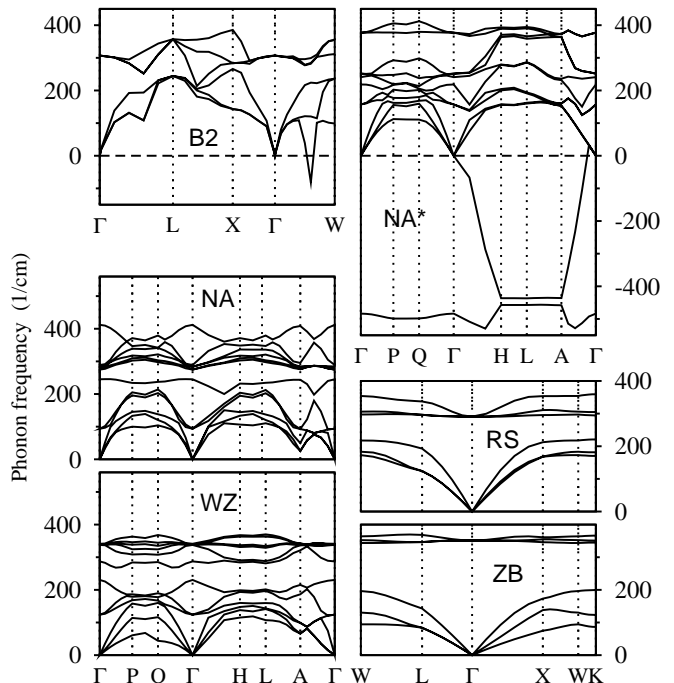 400
200
0
B2
Γ L X Γ W
400
200
0
-200
-400
NA*
Γ P Q Γ H L A Γ
Phonon frequency (1/cm)
400
200
0
NA
400
200
0
RS
400
200
0
WZ
Γ P Q Γ H L A Γ
400
200
0
ZB
W L Γ X W K